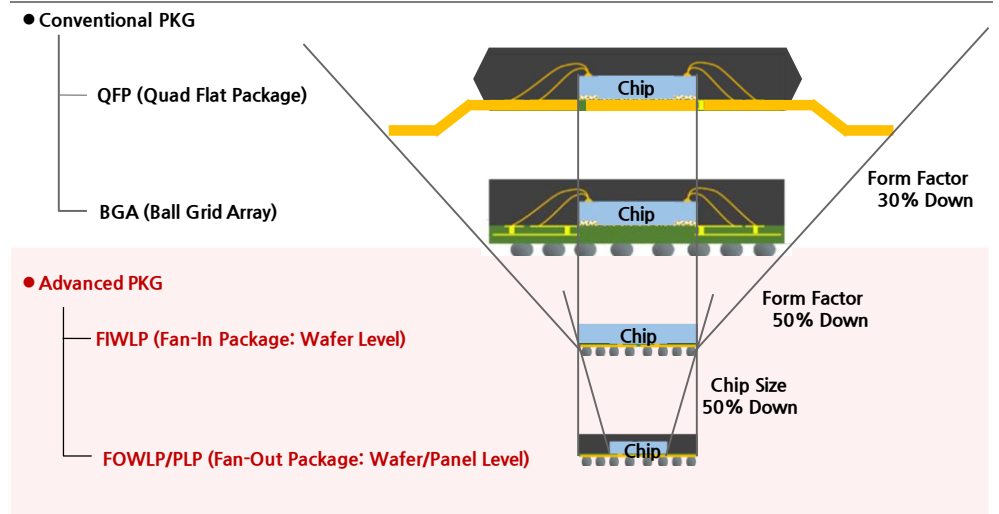 ● Conventional PKG
QFP (Quad Flat Package)
Chip
BGA (Ball Grid Array)
Chip
Form Factor
30% Down
● Advanced PKG
FIWLP (Fan-In Package: Wafer Level)
Chip
Form Factor
50% Down
Chip Size
50% Down
FOWLP/PLP (Fan-Out Package: Wafer/Panel Level)
Chip